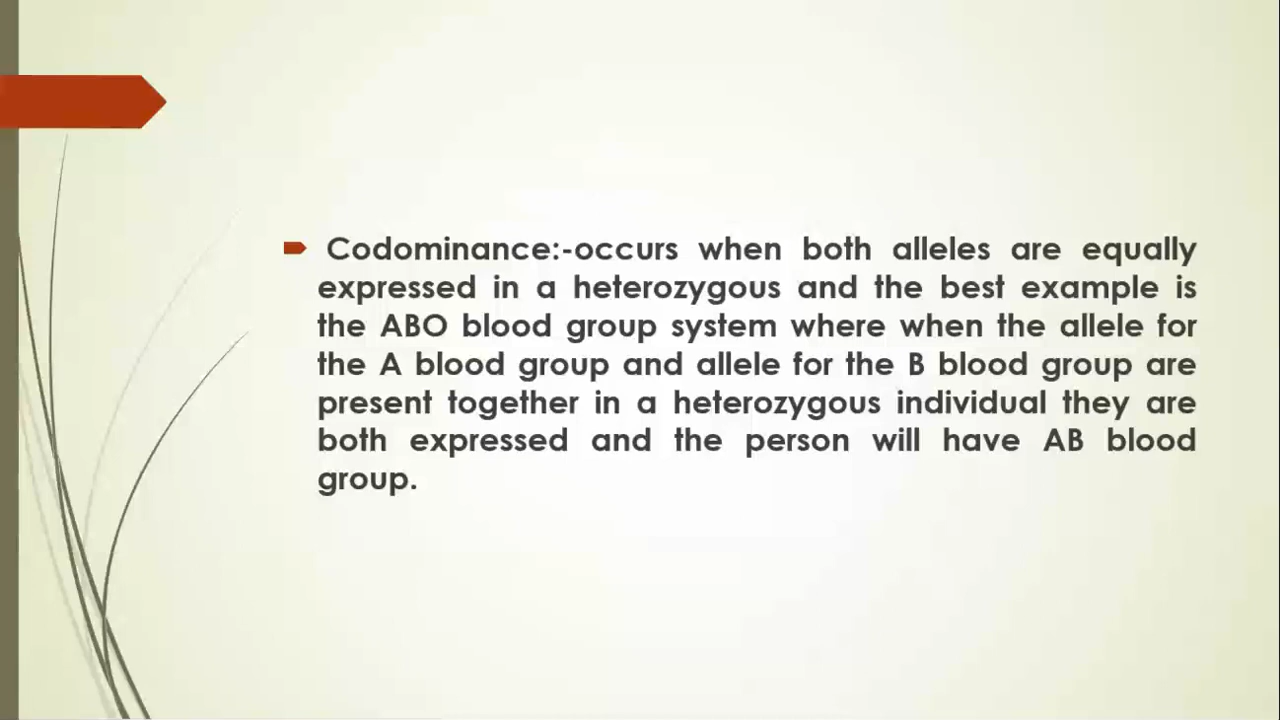 Codominance:-occurs when both alleles are equally
expressed in a heterozygous and the best example is
the ABO blood group system where when the allele for
the A blood group and allele for the B blood group are
present together in a heterozygous individual they are
both expressed and the person will have AB blood
group.